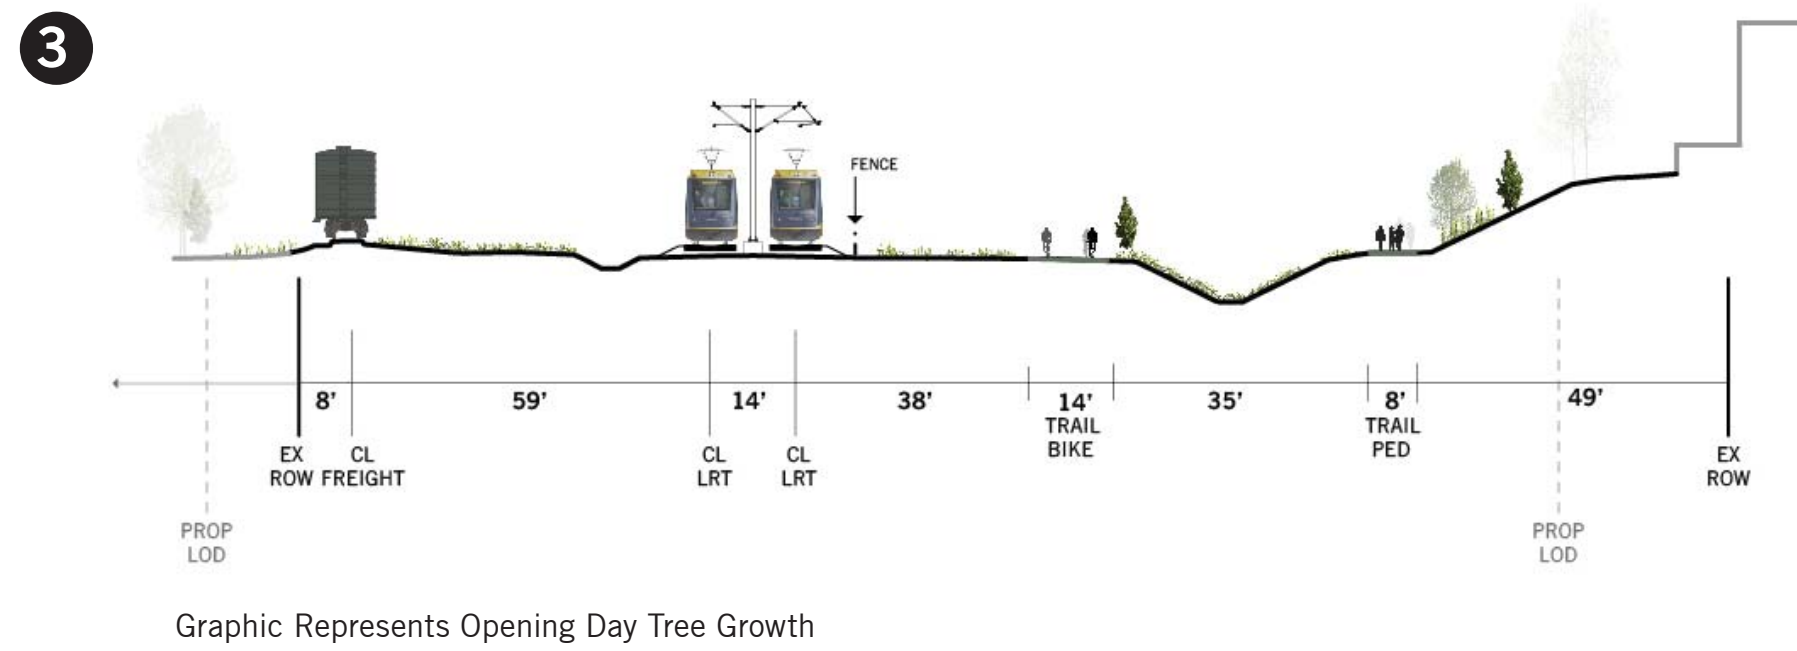 3
FENCE
8’ 59’ 14’ 38’ 14’ 35’ 8’ 49’
TRAIL
BIKE
TRAIL
PED
EX
ROW
CL
FREIGHT
CL
LRT
CL
LRT
EX
ROW
PROP
LOD
PROP
LOD
Graphic Represents Opening Day Tree Growth